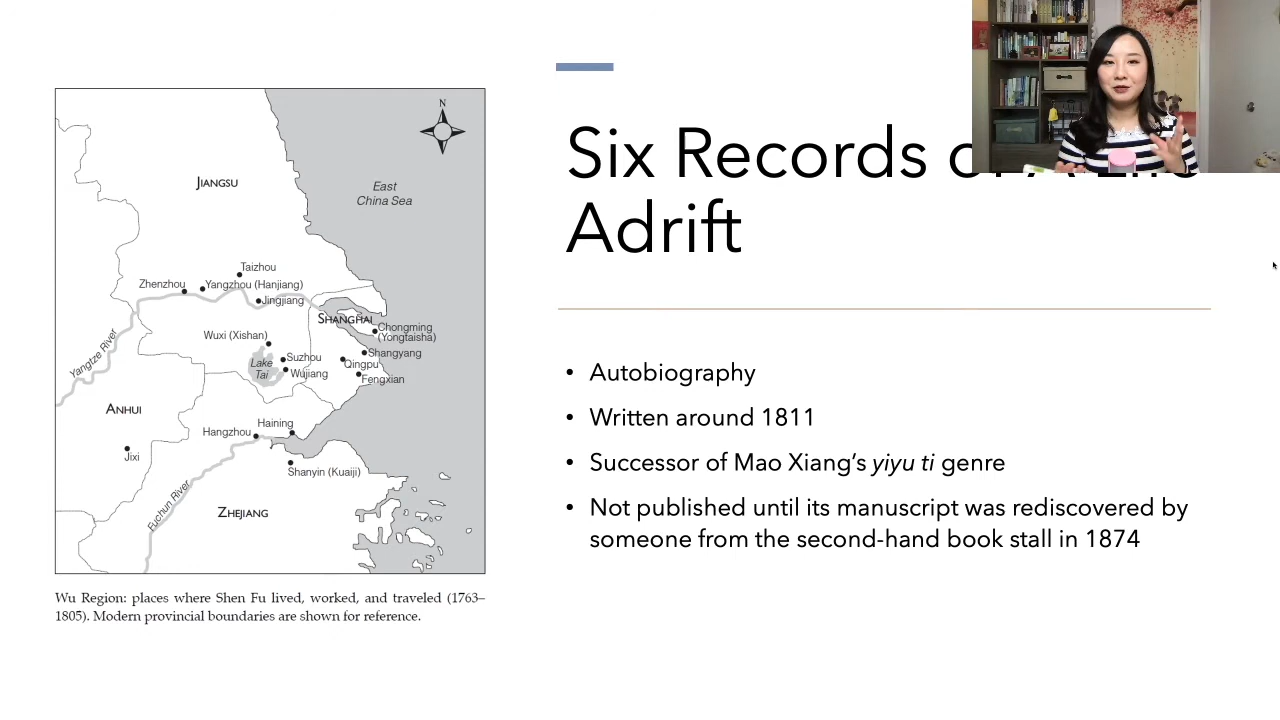 Six Records
Adrift
• Autobiography
• Written around 1811
• Successor of Mao Xiang’s yiyu ti genre
• Not published until its manuscript was rediscovered by
someone from the second-hand book stall in 1874
N
JIANGSU
East
China Sea
Taizhou
Zhenzhou
Yangzhou (Hanjiang)
Jingjiang
SHANGHAI
Chongming
(Yongtaisha)
Wuxi (Xishan)
Shangyang
Suzhou
Lake
Tai
Qingpu
Wujiang
Fengxian
Yangtze River
ANHUI
Haining
Hangzhou
Jixi
Shanyin (Kuaiji)
Fuchun River
ZHEJIANG
Wu Region: places where Shen Fu lived, worked, and traveled (1763–
1805). Modern provincial boundaries are shown for reference.